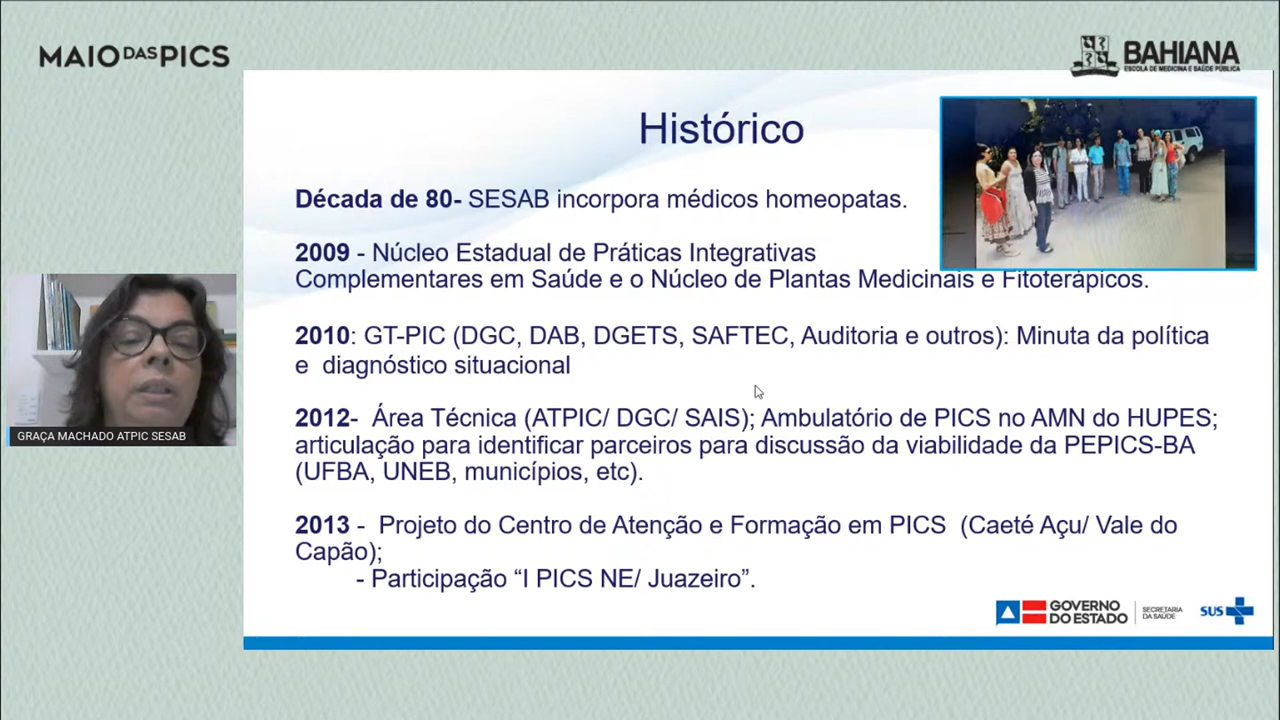 MAIO DAS PICS
BAHIANA
ESCOLA DE MEDICINA E SAÚDE PÚBLICA
Histórico
Década de 80- SESAB incorpora médicos homeopatas.
2009 - Núcleo Estadual de Práticas Integrativas
Complementares em Saúde e o Núcleo de Plantas Medicinais e Fitoterápicos.
2010: GT-PIC (DGC, DAB, DGETS, SAFTEC, Auditoria e outros): Minuta da política
e diagnóstico situacional
2012- Área Técnica (ATPIC/ DGC/ SAIS); Ambulatório de PICS no AMN do HUPES;
articulação para identificar parceiros para discussão da viabilidade da PEPICS-BA
(UFBA, UNEB, municípios, etc).
2013 - Projeto do Centro de Atenção e Formação em PICS (Caeté Açu/ Vale do
Capão);
- Participação “I PICS NE/ Juazeiro”.
GRAÇA MACHADO ATPIC SESAB
GOVERNO
DO ESTADO
SECRETARIA
DA SAÚDE
SUS